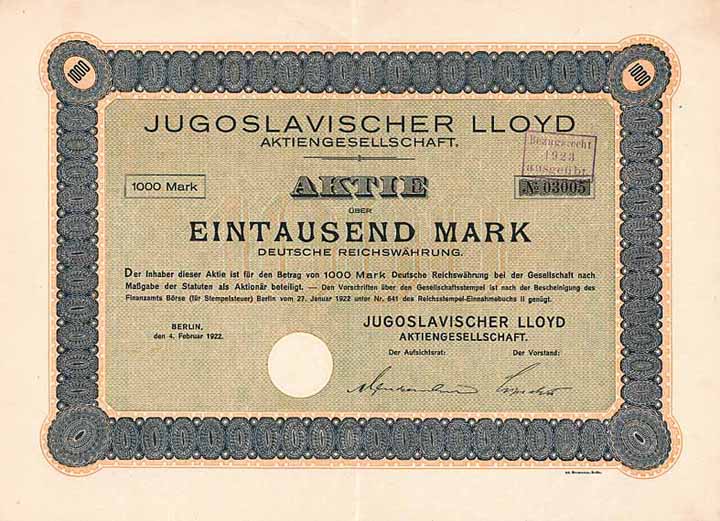 1000
1000
JUGOSLAVISCHER LLOYD
AKTIENGESELLSCHAFT.
Bezugsrecht
1923
ausgeübt
1000 Mark
AKTIE
№ 03005
ÜBER
EINTAUSEND MARK
DEUTSCHE REICHSWÄHRUNG.
Der Inhaber dieser Aktie ist für den Betrag von 1000 Mark Deutsche Reichswährung bei der Gesellschaft nach
Maßgabe der Statuten als Aktionär beteiligt. — Den Vorschriften über den Gesellschaftsstempel ist nach der Bescheinigung des
Finanzamts Börse (für Stempelsteuer) Berlin vom 27. Januar 1922 unter Nr. 641 des Reichsstempel-Einnahmebuchs II genügt.
BERLIN,
den 4. Februar 1922.
JUGOSLAVISCHER LLOYD
AKTIENGESELLSCHAFT.
Der Aufsichtsrat:
Der Vorstand: